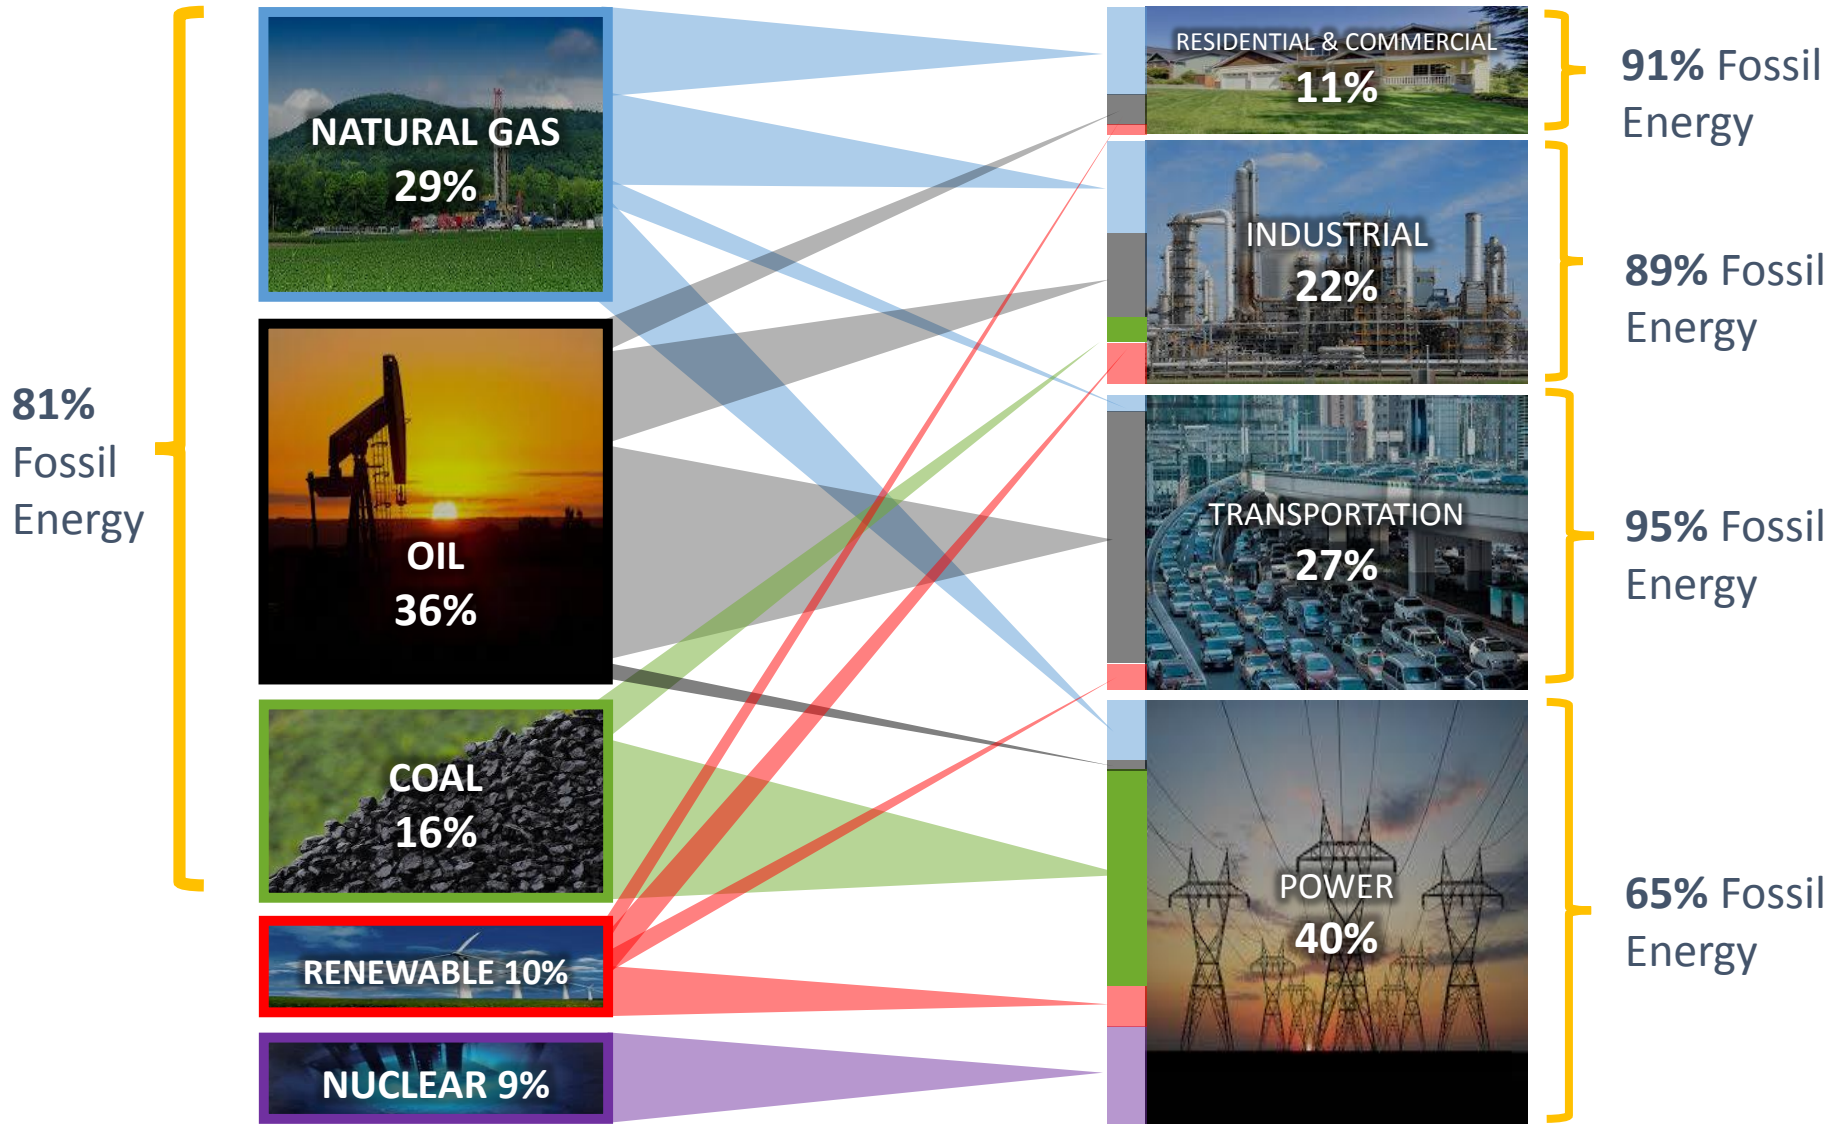 81%
Fossil
Energy
NATURAL GAS
29%
OIL
36%
COAL
16%
RENEWABLE 10%
NUCLEAR 9%
RESIDENTIAL & COMMERCIAL
11%
INDUSTRIAL
22%
TRANSPORTATION
27%
POWER
40%
91% Fossil
Energy
89% Fossil
Energy
95% Fossil
Energy
65% Fossil
Energy